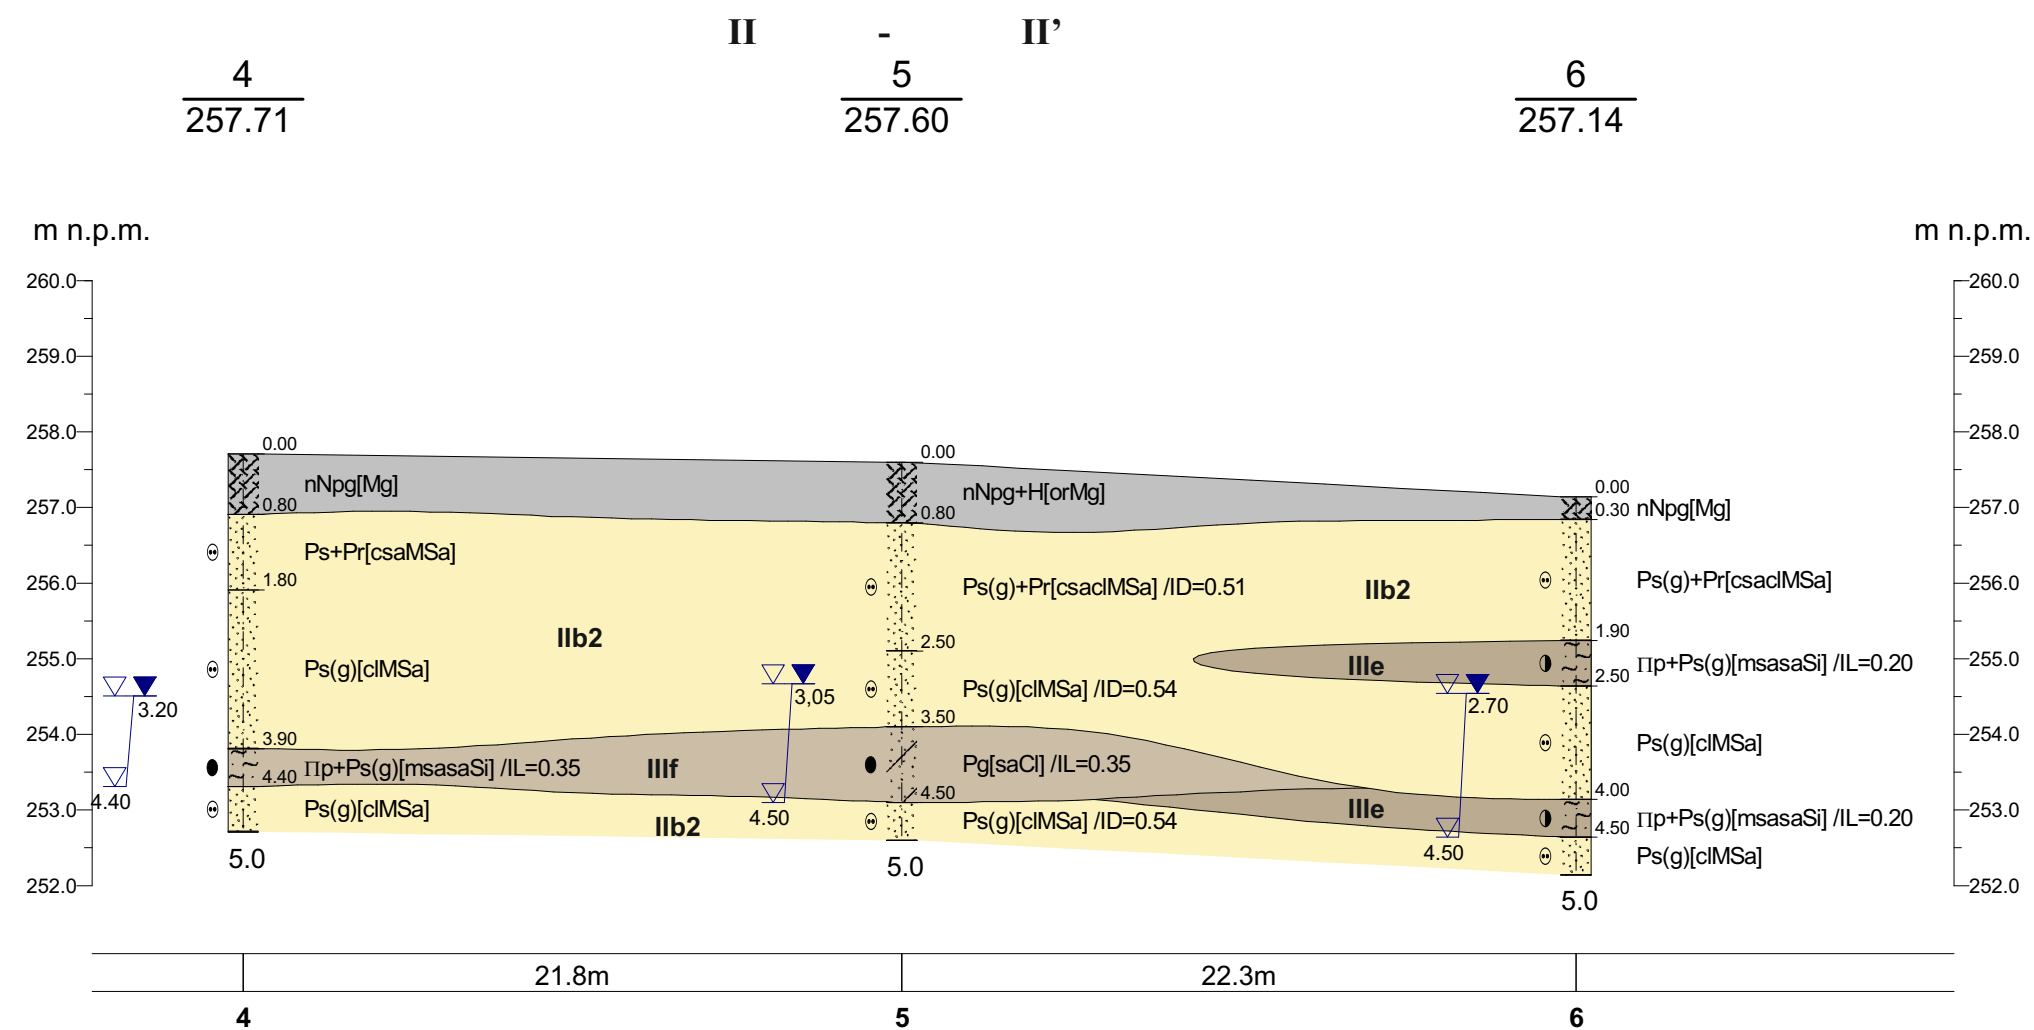 II - II’
4 5 6
257.71 257.60 257.14
m n.p.m. m n.p.m.
260.0 260.0
259.0 259.0
258.0 258.0
0.00 0.00
nNpg[Mg] nNpg+H[orMg] 0.00
0.80 0.80 0.30 nNpg[Mg]
257.0 257.0
Ps+Pr[csaMSa]
1.80
256.0 Ps(g)+Pr[csaclMSa] /ID=0.51 IIb2 Ps(g)+Pr[csaclMSa] 256.0
IIb2 2.50 1.90
255.0 Ps(g)[clMSa] IIIe Πp+Ps(g)[msasaSi] /IL=0.20 255.0
2.50
3.20 3,05 Ps(g)[clMSa] /ID=0.54 2.70
3.90 3.50
254.0 Ps(g)[clMSa] 254.0
4.40 Πp+Ps(g)[msasaSi] /IL=0.35 IIIf Pg[saCl] /IL=0.35
4.50 4.00
4.40 Ps(g)[clMSa] IIIe
253.0 253.0
4.50 IIb2 Ps(g)[clMSa] /ID=0.54 4.50 Πp+Ps(g)[msasaSi] /IL=0.20
4.50 Ps(g)[clMSa]
5.0 5.0 5.0
252.0 252.0
21.8m 22.3m
4 5 6